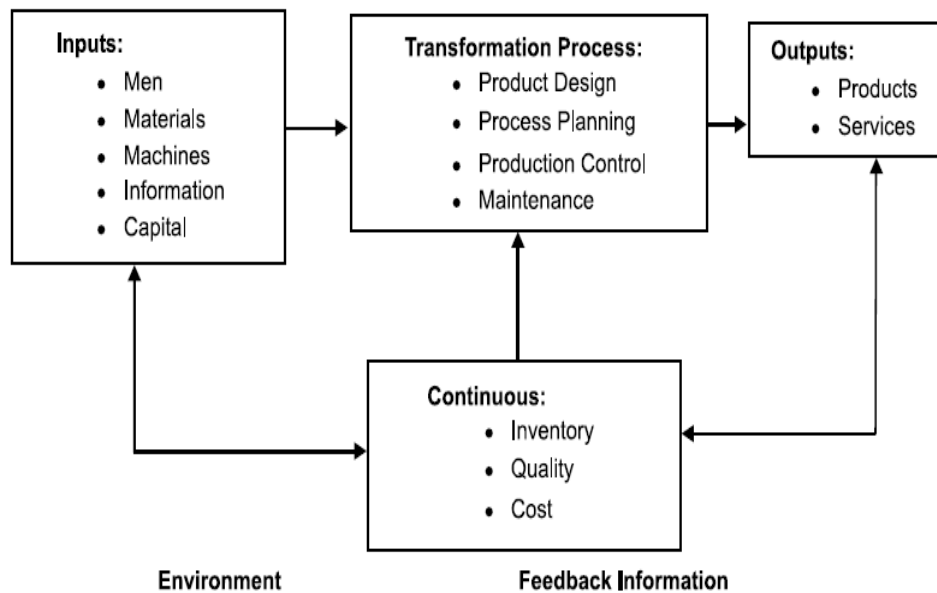 Inputs:
• Men
• Materials
• Machines
• Information
• Capital
Transformation Process:
• Product Design
• Process Planning
• Production Control
• Maintenance
Outputs:
• Products
• Services
Continuous:
• Inventory
• Quality
• Cost
Environment
Feedback Information